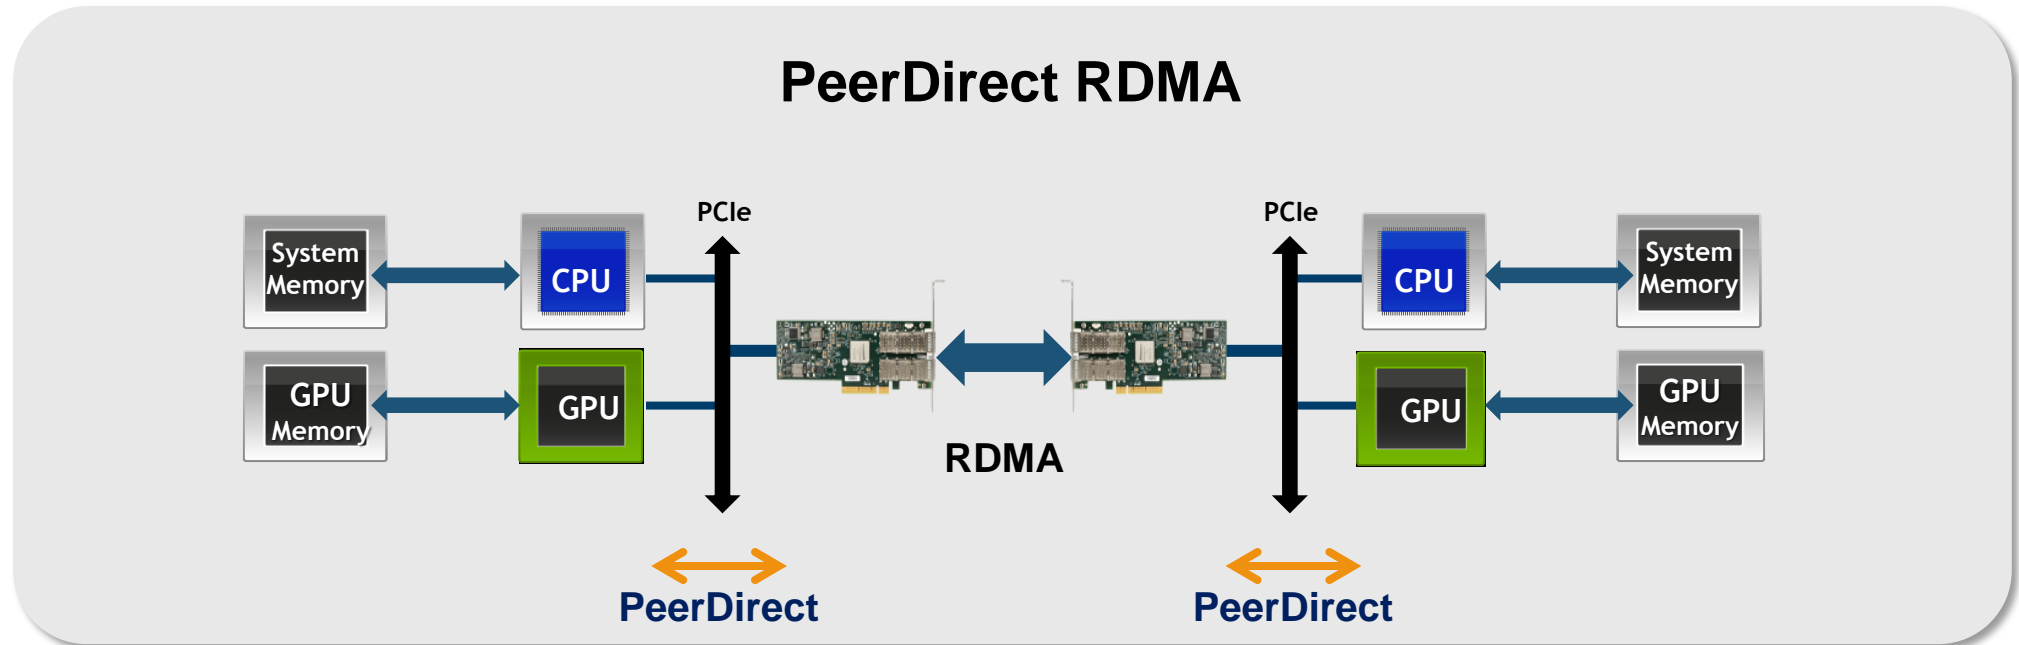 PeerDirect RDMA
PCIe
PCIe
System
Memory
CPU
CPU
System
Memory
GPU
Memory
GPU
GPU
GPU
Memory
RDMA
PeerDirect
PeerDirect